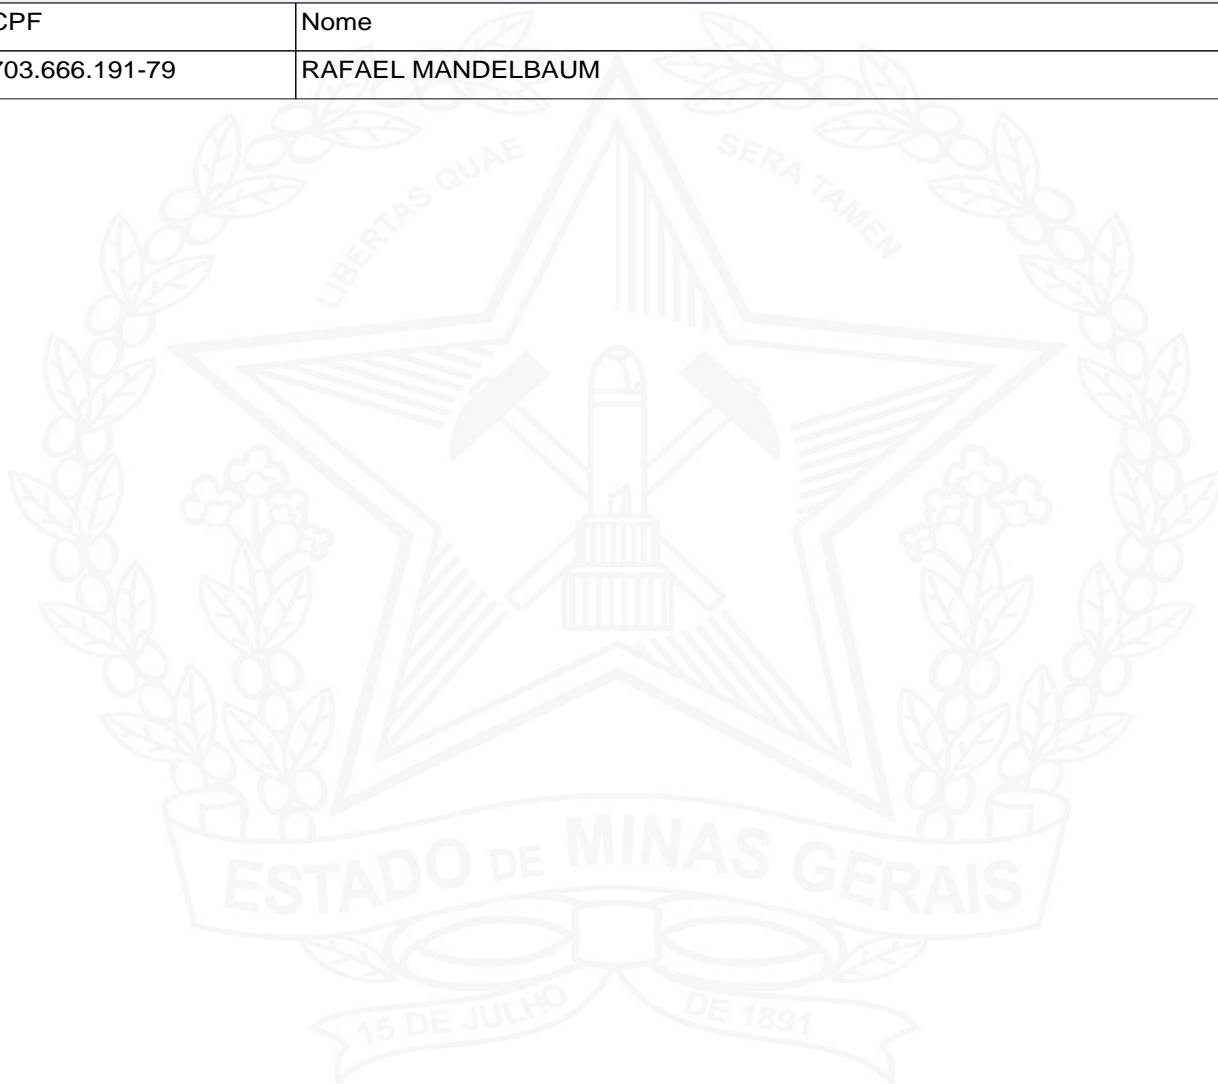 CPF Nome
703.666.191-79 RAFAEL MANDELBAUM
LIBERTAS QUAE SERA TAMEN
ESTADO DE MINAS GERAIS
15 DE JULHO DE 1891